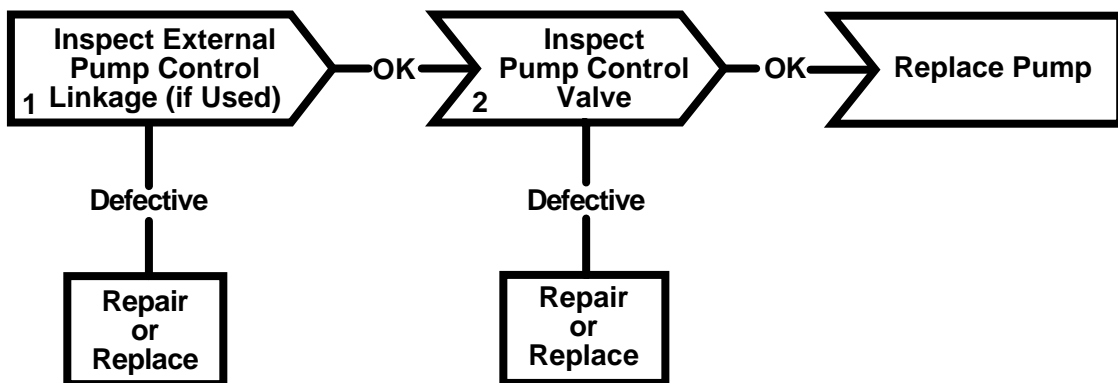 Inspect External
Pump Control
Linkage (if Used)
1
OK
Inspect
Pump Control
Valve
2
OK
Replace Pump
Defective
Defective
Repair
or
Replace
Repair
or
Replace